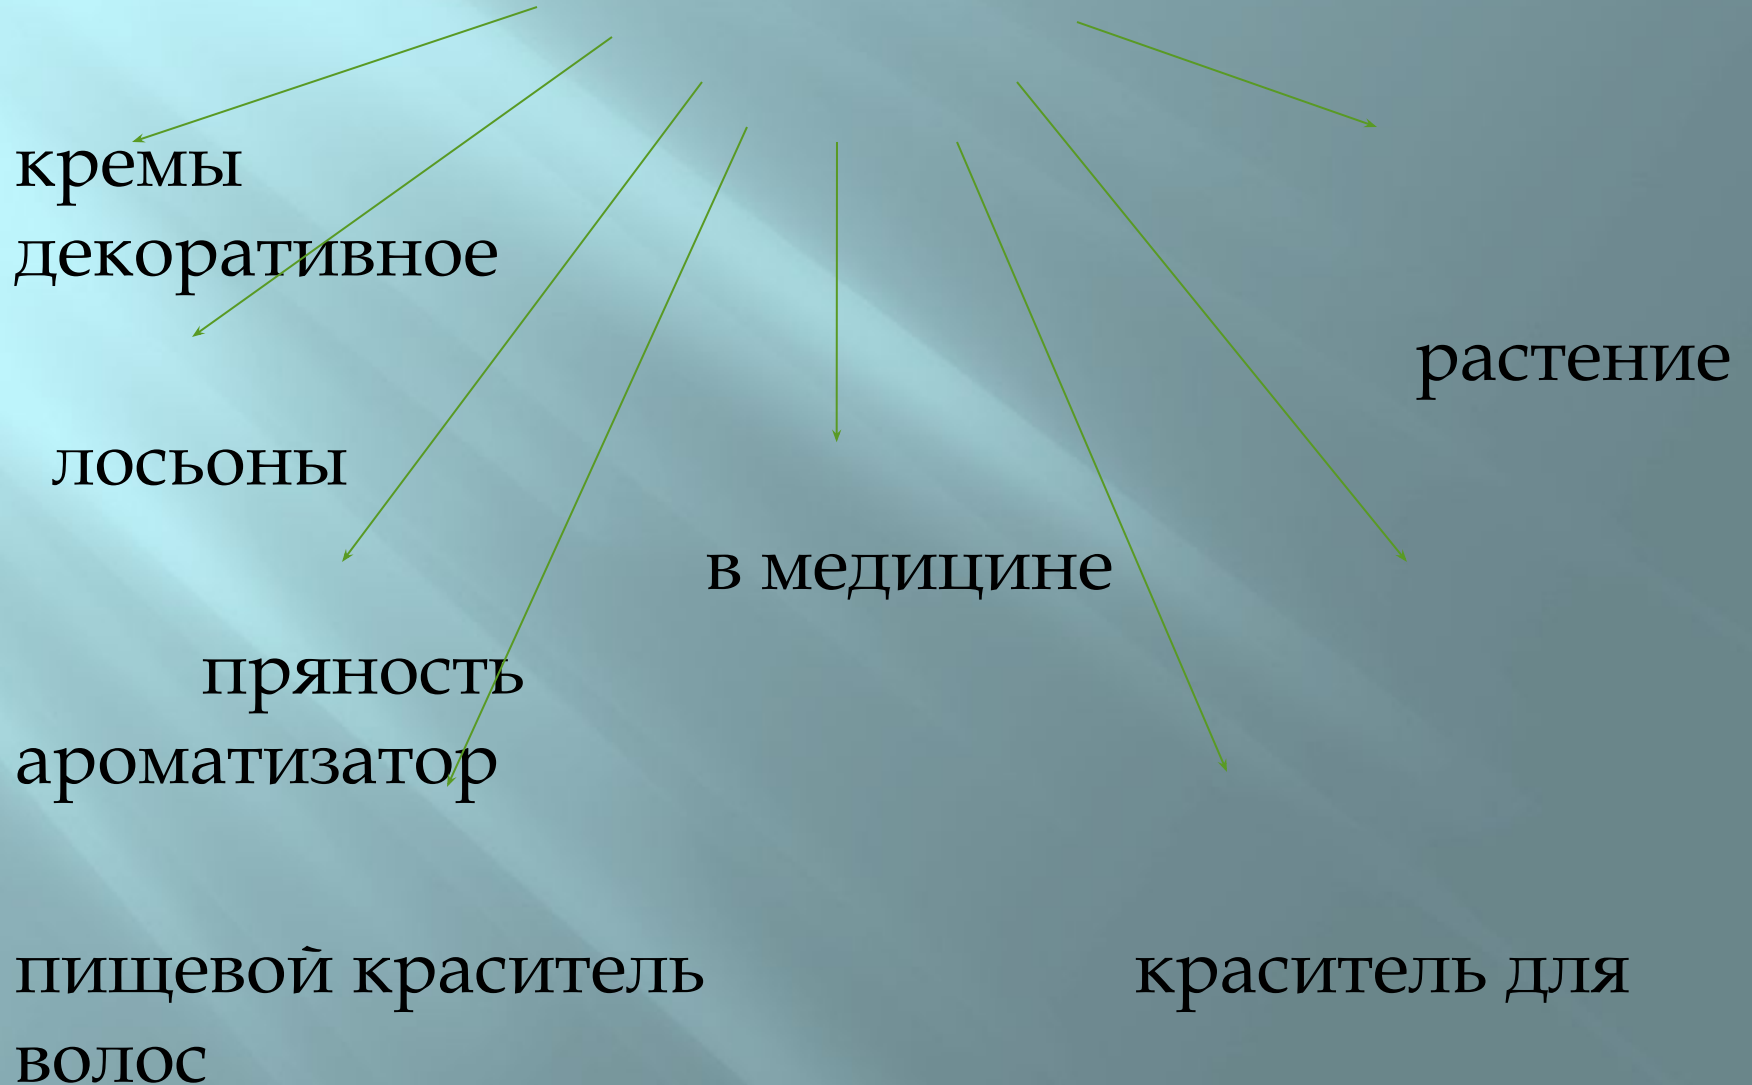 кремы
декоративное
растение
лосьоны
в медицине
пряность
ароматизатор
пищевой краситель краситель для
волос